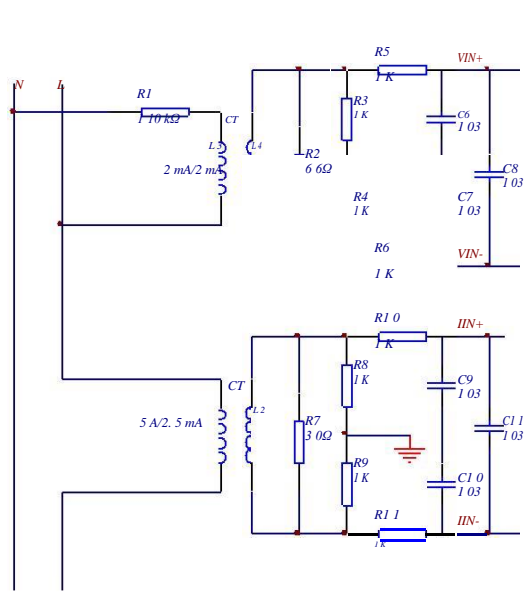 R5
VIN+
1 K
N
L
R1
1 10 kΩ
CT
R3
1 K
C6
1 03
L 3
L 4
R2
6 6Ω
2 mA/2 mA
C8
1 03
R4
1 K
C7
1 03
R6
1 K
VIN-
R1 0
IIN+
1 K
R8
1 K
C9
1 03
CT
L 2
5 A/2. 5 mA
R7
3 0Ω
C1 1
1 03
R9
1 K
C1 0
1 03
R1 1
IIN-
1 K